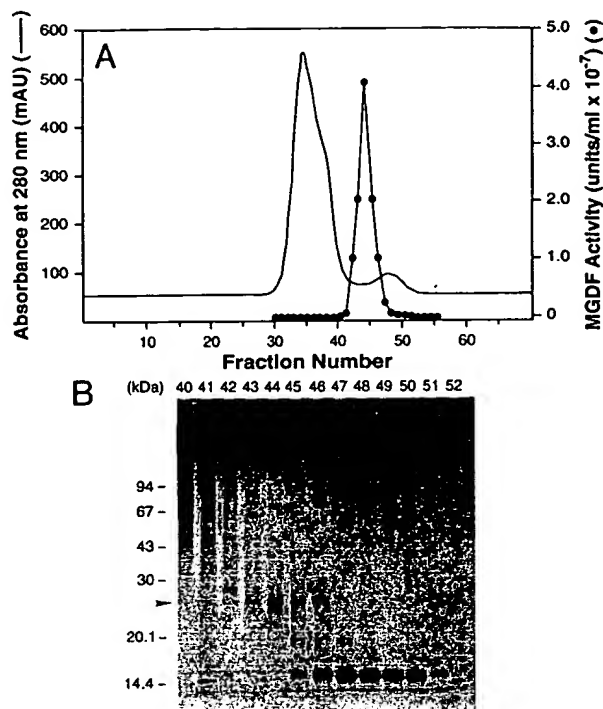 A
Absorbance at 280 nm (mAU) (—)
600
500
400
300
200
100
5.0
4.0
3.0
2.0
1.0
0
MGDF Activity (units/ml x 10-7) (●)
10 20 30 40 50 60
Fraction Number
B
(kDa) 40 41 42 43 44 45 46 47 48 49 50 51 52
94 -
67 -
43 -
30 -
20.1 -
14.4 -